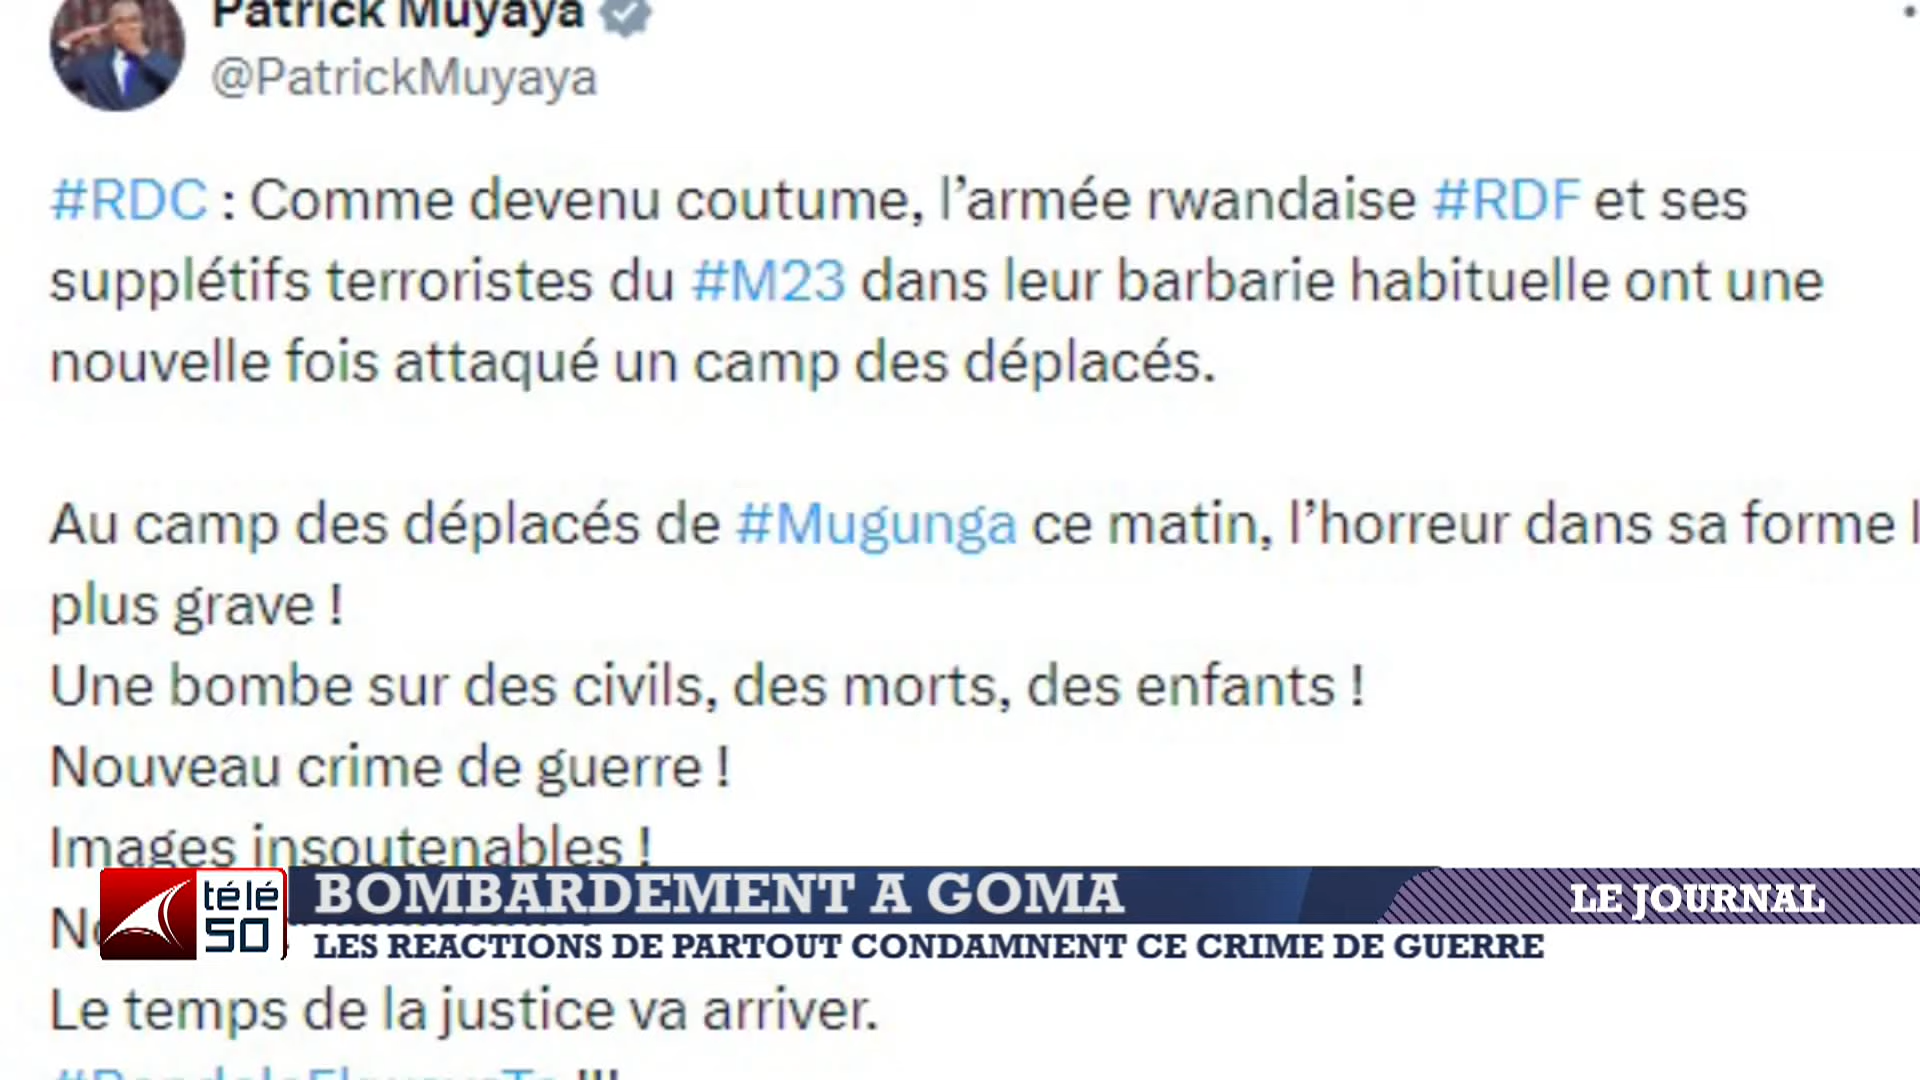 Patrick Muyaya
@PatrickMuyaya
#RDC : Comme devenu coutume, l’armée rwandaise #RDF et ses
supplétifs terroristes du #M23 dans leur barbarie habituelle ont une
nouvelle fois attaqué un camp des déplacés.
Au camp des déplacés de #Mugunga ce matin, l’horreur dans sa forme l
plus grave !
Une bombe sur des civils, des morts, des enfants !
Nouveau crime de guerre !
Images insoutenables !
télé
50
BOMBARDEMENT A GOMA
LE JOURNAL
LES REACTIONS DE PARTOUT CONDAMNENT CE CRIME DE GUERRE
Le temps de la justice va arriver.